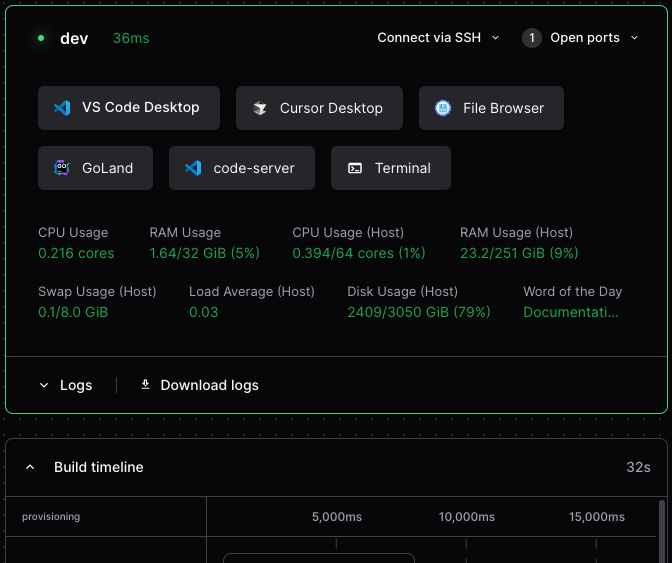 dev 36ms Connect via SSH 1 Open ports
VS Code Desktop Cursor Desktop File Browser
GoLand code-server Terminal
CPU Usage RAM Usage CPU Usage (Host) RAM Usage (Host)
0.216 cores 1.64/32 GiB (5%) 0.394/64 cores (1%) 23.2/251 GiB (9%)
Swap Usage (Host) Load Average (Host) Disk Usage (Host) Word of the Day
0.1/8.0 GiB 0.03 2409/3050 GiB (79%) Documentati...
Logs Download logs
Build timeline 32s
provisioning 5,000ms 10,000ms 15,000ms